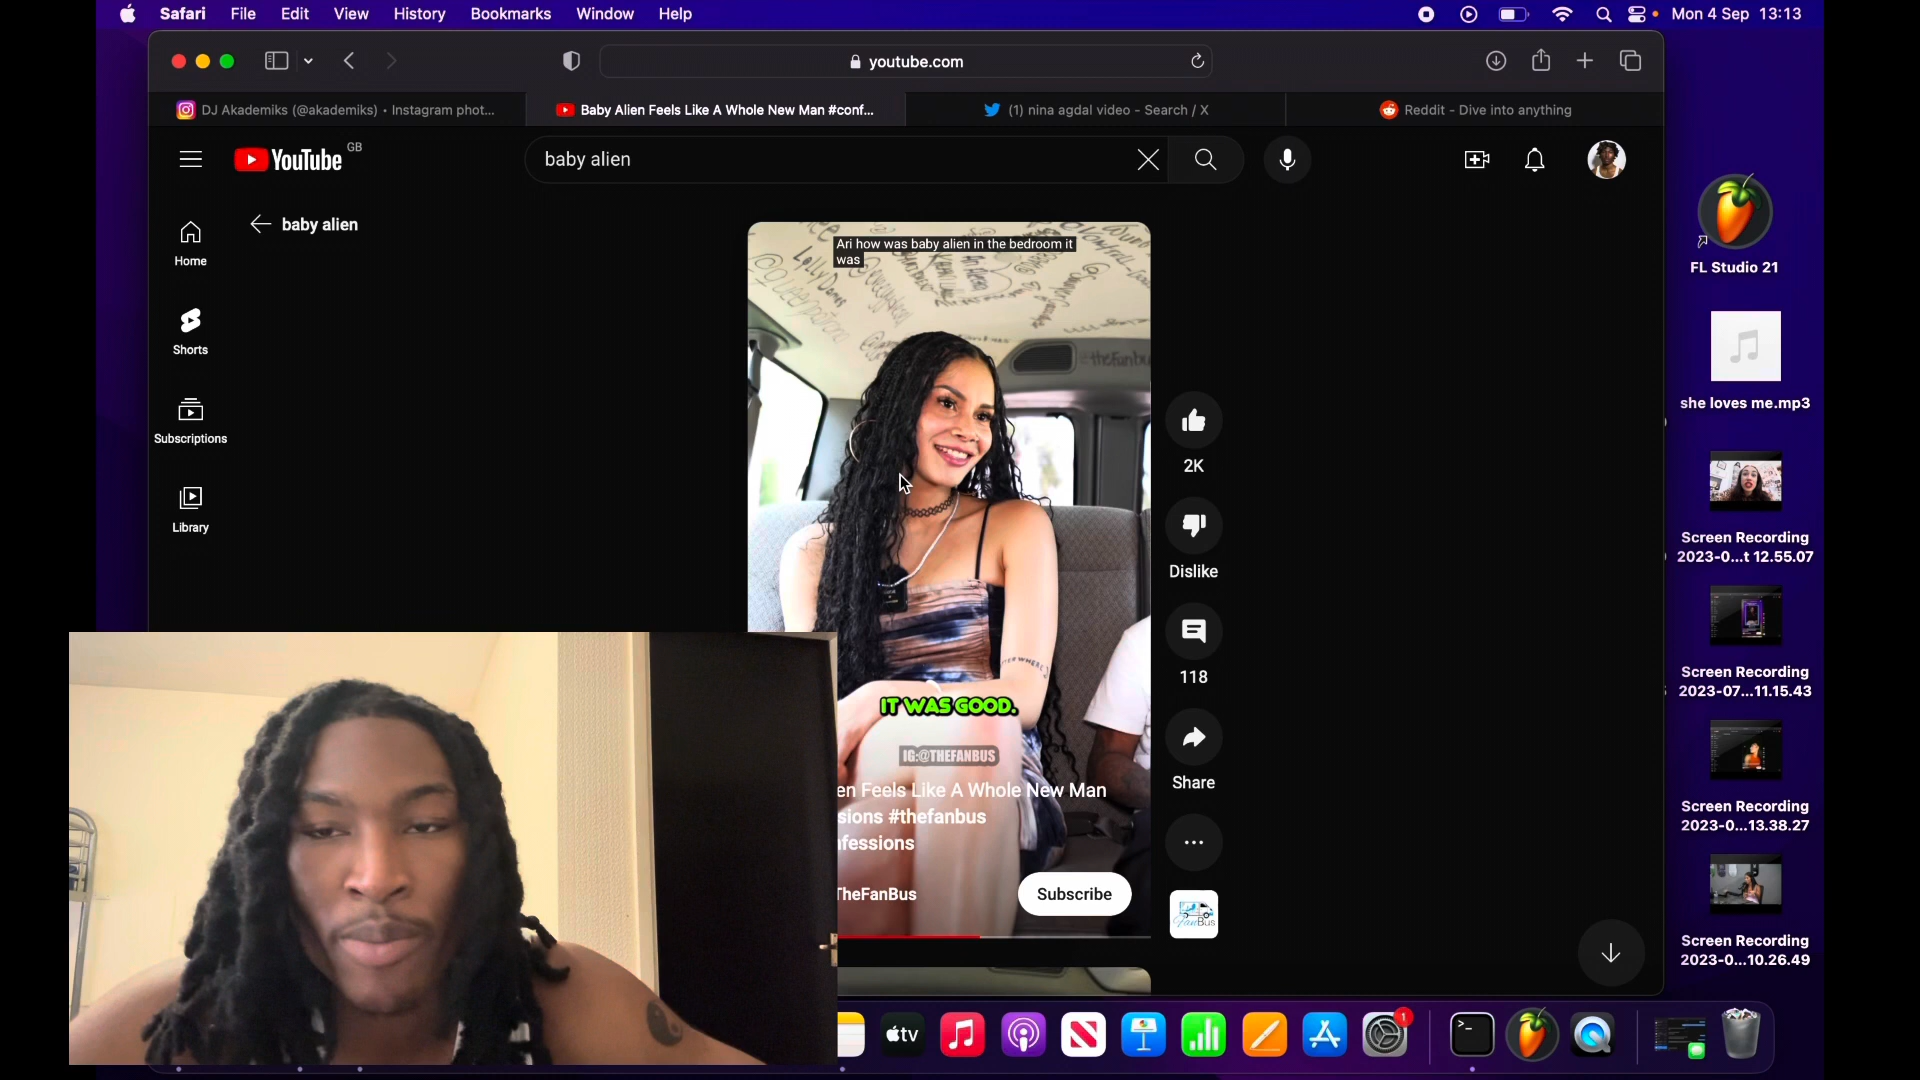 Safari File Edit View History Bookmarks Window Help Mon 4 Sep 13:13
youtube.com
DJ Akademiks (@akademiks) • Instagram phot...
Baby Alien Feels Like A Whole New Man #conf...
(1) nina agdal video - Search / X
Reddit - Dive into anything
YouTube GB
baby alien
baby alien
Home
Shorts
Subscriptions
Library
Ari how was baby alien in the bedroom it
was
IT WAS GOOD.
IG:@THEFANBUS
en Feels Like A Whole New Man
sions #thefanbus
fessions
TheFanBus
Subscribe
2K
Dislike
118
Share
FanBus
FL Studio 21
she loves me.mp3
Screen Recording
2023-0...t 12.55.07
Screen Recording
2023-07...11.15.43
Screen Recording
2023-0...13.38.27
Screen Recording
2023-0...10.26.49
tv
1